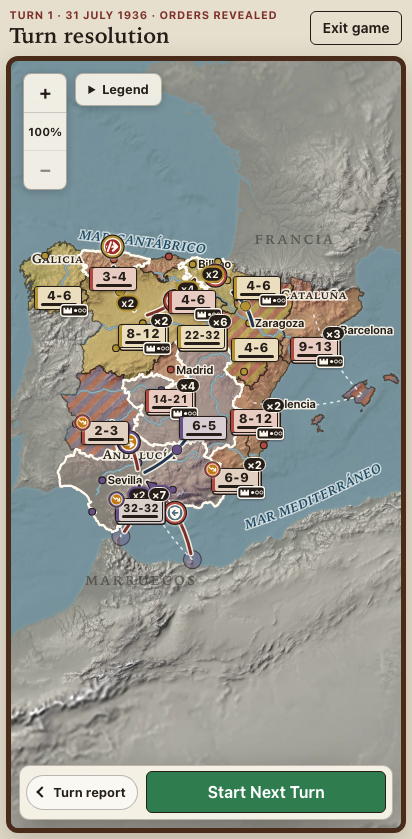 TURN 1 · 31 JULY 1936 · ORDERS REVEALED
Turn resolution
Exit game
+
Legend
100%
−
MAR CANTÁBRICO
FRANCIA
GALICIA
x2
3-4
4-6
x4
4-6
CATALUÑA
4-6
x2
x2
x6
Zaragoza
x3
Barcelona
8-12
22-32
4-6
9-13
Madrid
x4
14-21
x2
2-3
6-5
8-12
x2
Sevilla
6-9
x2
x7
32-32
MAR MEDITERRÁNEO
MARRUECOS
Turn report
Start Next Turn